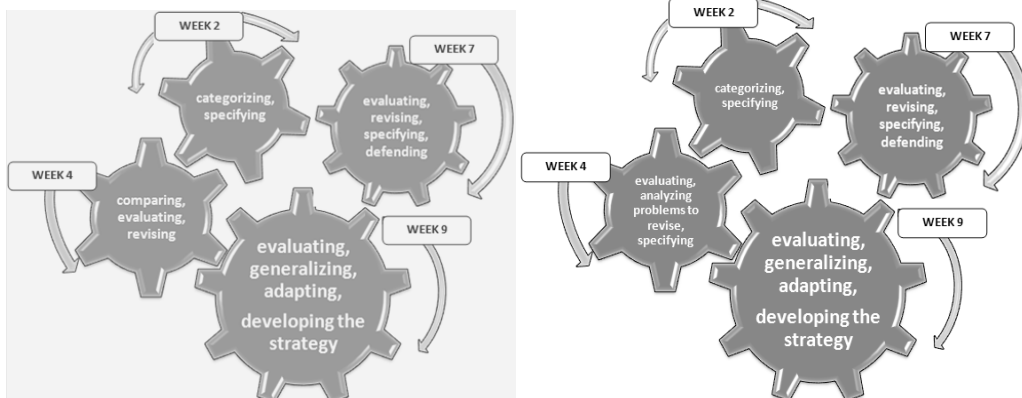 WEEK 2
categorizing,
specifying
WEEK 7
evaluating,
revising,
specifying,
defending
WEEK 4
comparing,
evaluating,
revising
WEEK 9
evaluating,
generalizing,
adapting,
developing the
strategy
WEEK 2
categorizing,
specifying
WEEK 7
evaluating,
revising,
specifying,
defending
WEEK 4
evaluating,
analyzing
problems to
revise,
specifying
WEEK 9
evaluating,
generalizing,
adapting,
developing the
strategy